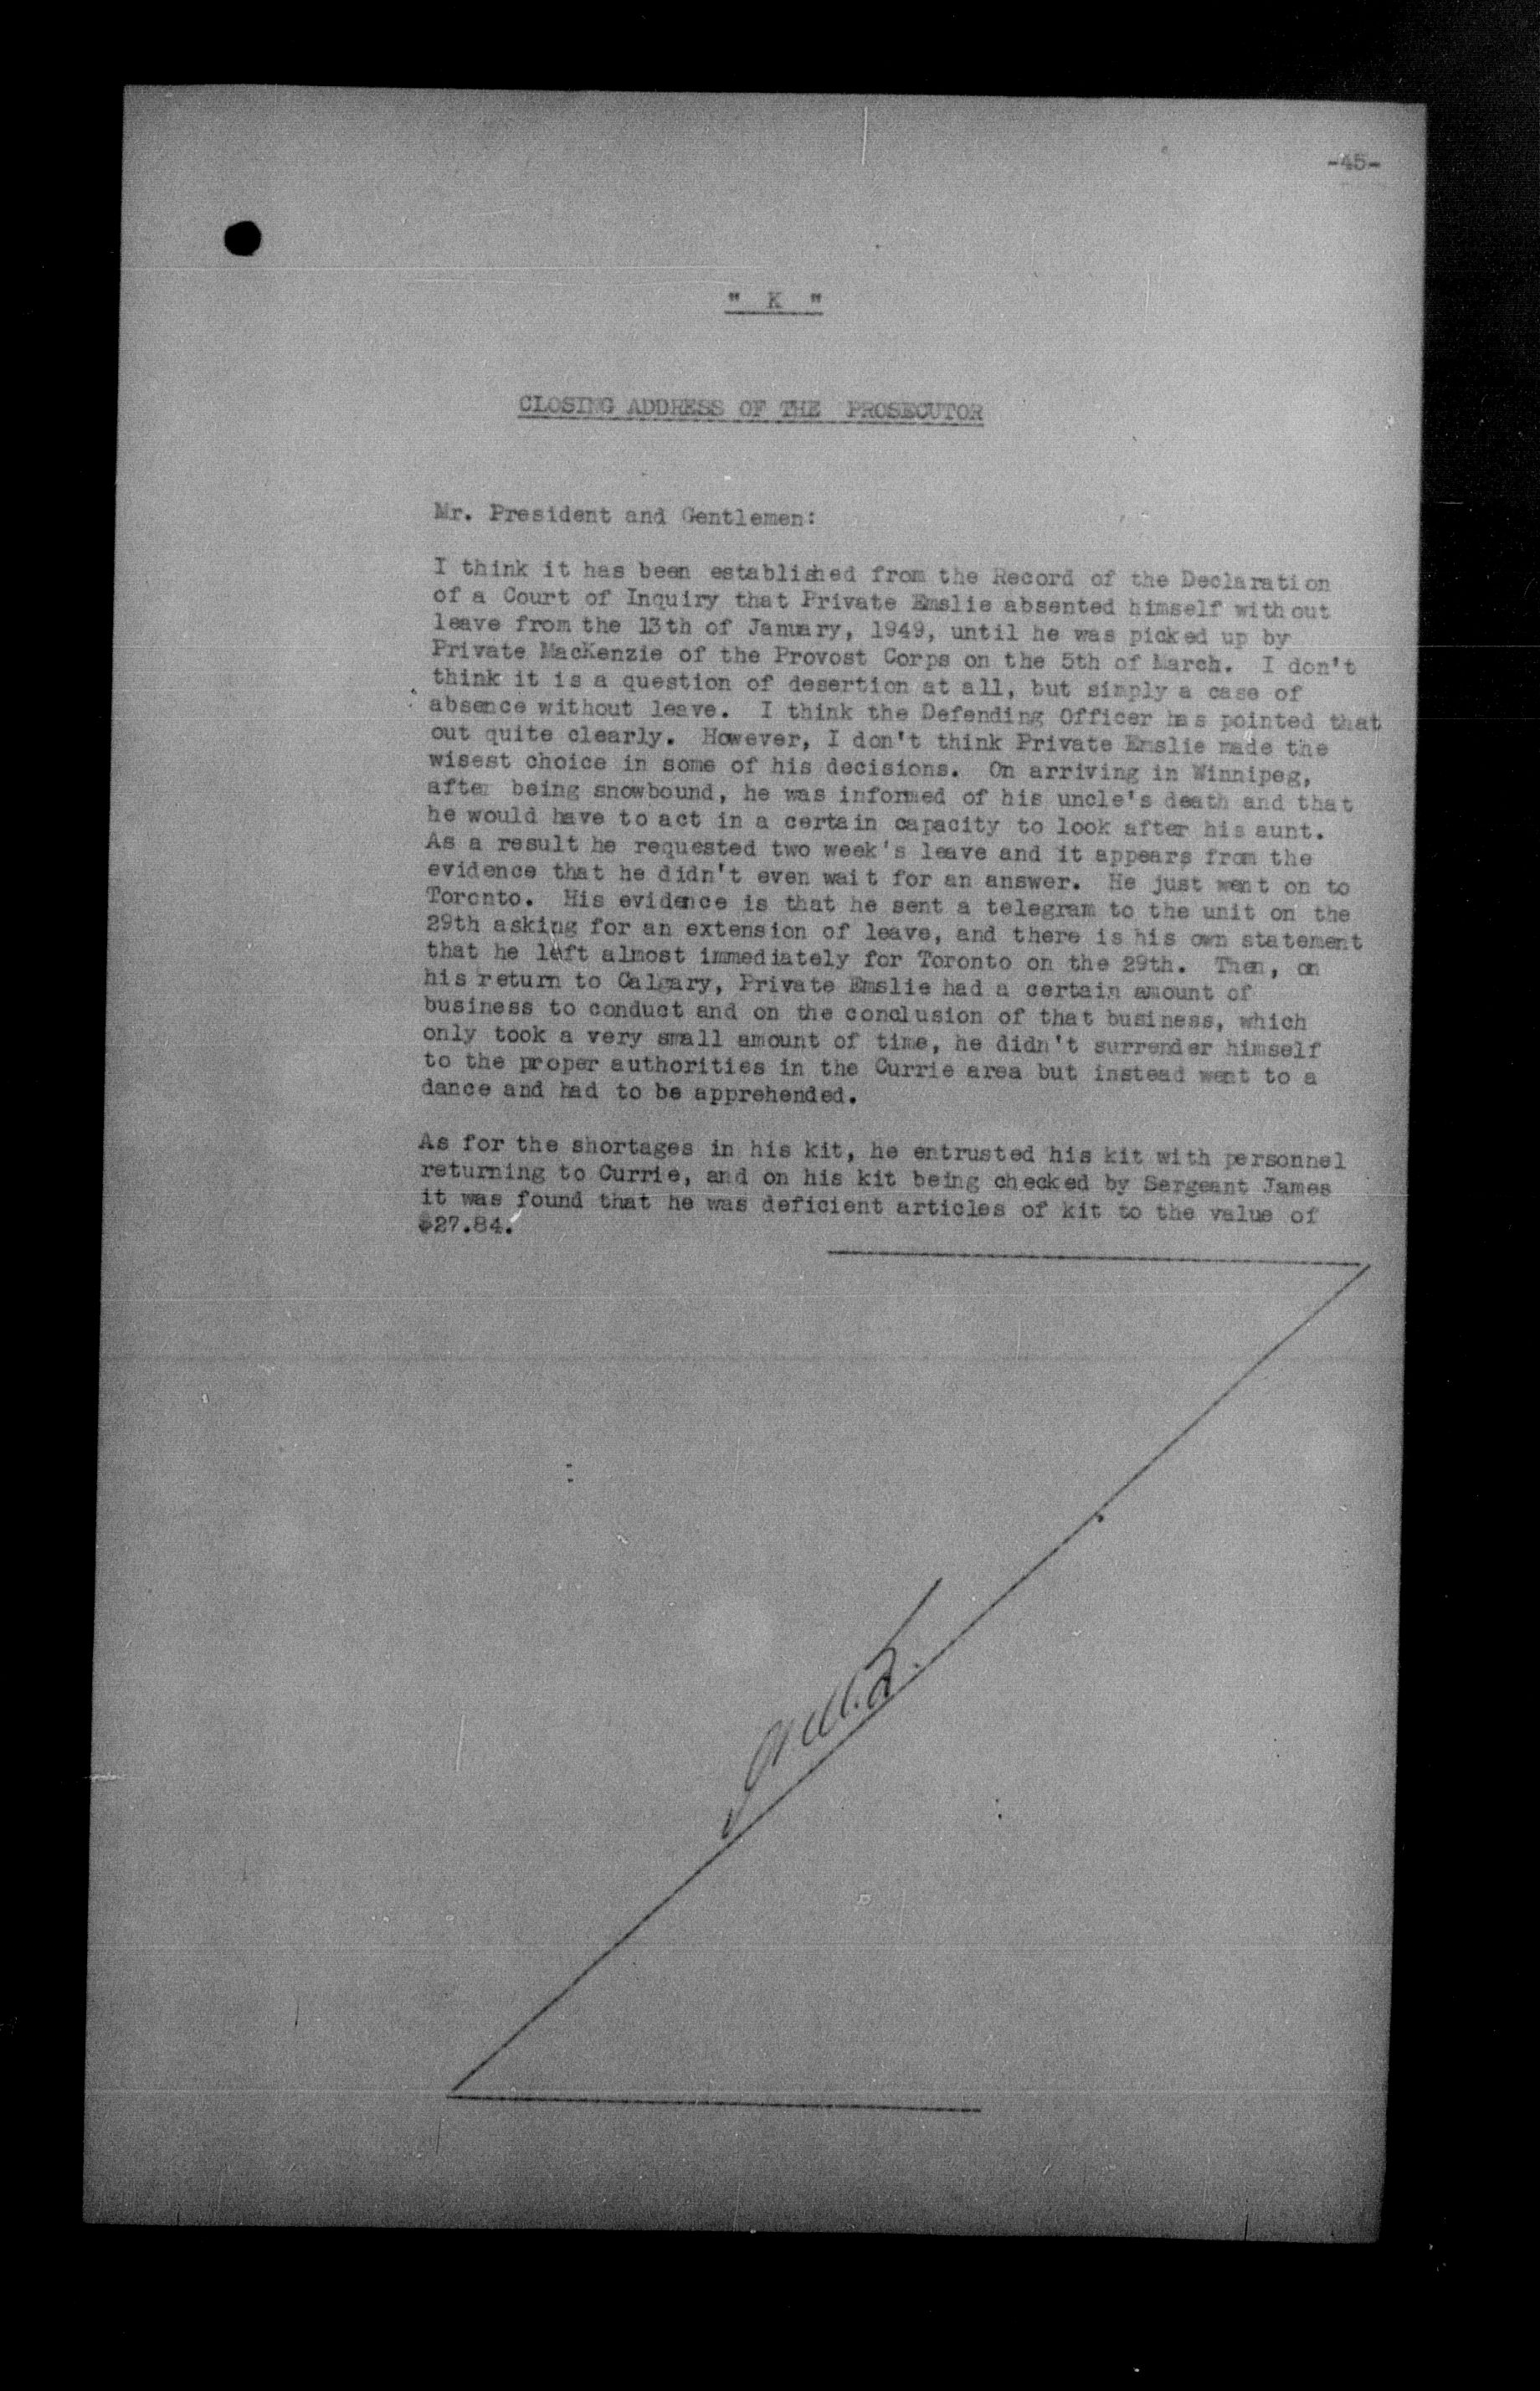 -45-
" K "
CLOSING ADDRESS OF THE PROSECUTOR
Mr. President and Gentlemen:
I think it has been established from the Record of the Declaration
of a Court of Inquiry that Private Emslie absented himself without
leave from the 13th of January, 1949, until he was picked up by
Private MacKenzie of the Provost Corps on the 5th of March. I don't
think it is a question of desertion at all, but simply a case of
absence without leave. I think the Defending Officer has pointed that
out quite clearly. However, I don't think Private Emslie made the
wisest choice in some of his decisions. On arriving in Winnipeg,
after being snowbound, he was informed of his uncle's death and that
he would have to act in a certain capacity to look after his aunt.
As a result he requested two week's leave and it appears from the
evidence that he didn't even wait for an answer. He just went on to
Toronto. His evidence is that he sent a telegram to the unit on the
29th asking for an extension of leave, and there is his own statement
that he left almost immediately for Toronto on the 29th. Then, on
his return to Calgary, Private Emslie had a certain amount of
business to conduct and on the conclusion of that business, which
only took a very small amount of time, he didn't surrender himself
to the proper authorities in the Currie area but instead went to a
dance and had to be apprehended.
As for the shortages in his kit, he entrusted his kit with personnel
returning to Currie, and on his kit being checked by Sergeant James
it was found that he was deficient articles of kit to the value of
$27.84.